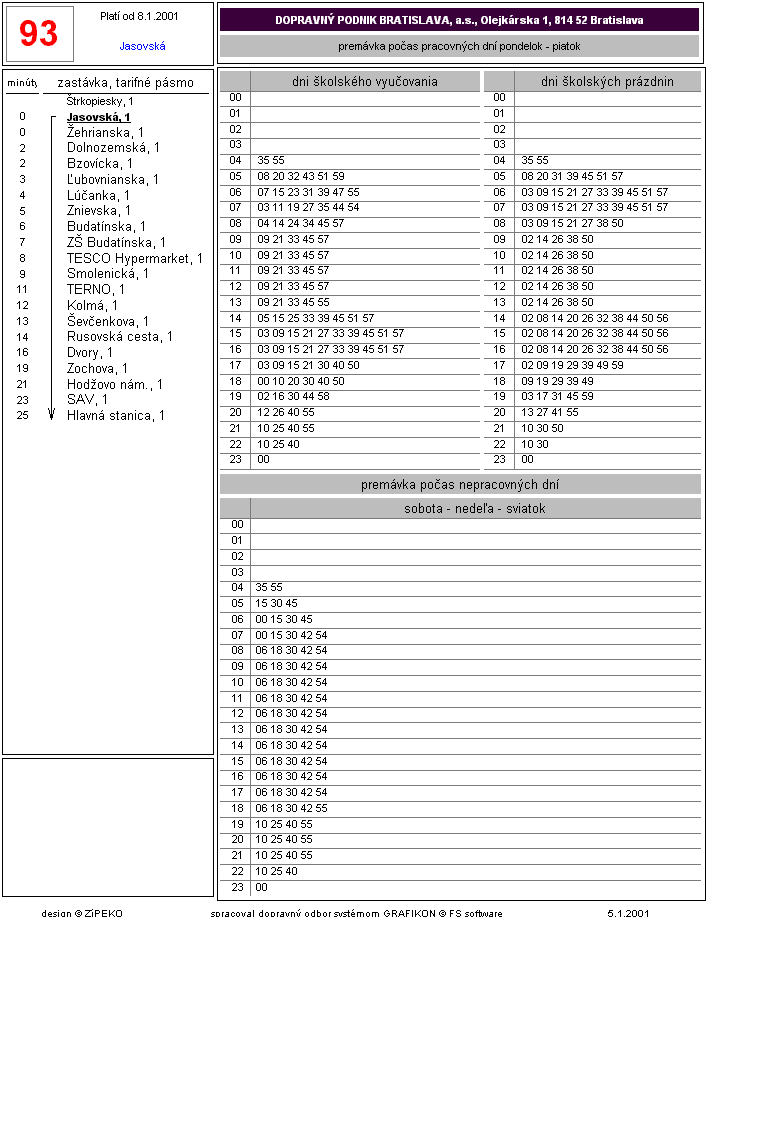 93
Platí od 8.1.2001
Jasovská
DOPRAVNÝ PODNIK BRATISLAVA, a.s., Olejkárska 1, 814 52 Bratislava
premávka počas pracovných dní pondelok - piatok
minúty zastávka, tarifné pásmo
Štrkopiesky, 1
0 Jasovská, 1
0 Žehrianska, 1
2 Dolnozemská, 1
2 Bzovícka, 1
3 Ľubovnianska, 1
4 Lúčanka, 1
5 Znievska, 1
6 Budatínska, 1
7 ZŠ Budatínska, 1
8 TESCO Hypermarket, 1
9 Smolenická, 1
11 TERNO, 1
12 Kolmá, 1
13 Ševčenkova, 1
14 Rusovská cesta, 1
16 Dvory, 1
19 Zochova, 1
21 Hodžovo nám., 1
23 SAV, 1
25 Hlavná stanica, 1
dni školského vyučovania
00
01
02
03
04 35 55
05 08 20 32 43 51 59
06 07 15 23 31 39 47 55
07 03 11 19 27 35 44 54
08 04 14 24 34 45 57
09 09 21 33 45 57
10 09 21 33 45 57
11 09 21 33 45 57
12 09 21 33 45 57
13 09 21 33 45 55
14 05 15 25 33 39 45 51 57
15 03 09 15 21 27 33 39 45 51 57
16 03 09 15 21 27 33 39 45 51 57
17 03 09 15 21 30 40 50
18 00 10 20 30 40 50
19 02 16 30 44 58
20 12 26 40 55
21 10 25 40 55
22 10 25 40
23 00
dni školských prázdnin
00
01
02
03
04 35 55
05 08 20 31 39 45 51 57
06 03 09 15 21 27 33 39 45 51 57
07 03 09 15 21 27 33 39 45 51 57
08 03 09 15 21 27 38 50
09 02 14 26 38 50
10 02 14 26 38 50
11 02 14 26 38 50
12 02 14 26 38 50
13 02 14 26 38 50
14 02 08 14 20 26 32 38 44 50 56
15 02 08 14 20 26 32 38 44 50 56
16 02 08 14 20 26 32 38 44 50 56
17 02 09 19 29 39 49 59
18 09 19 29 39 49
19 03 17 31 45 59
20 13 27 41 55
21 10 30 50
22 10 30
23 00
premávka počas nepracovných dní
sobota - nedeľa - sviatok
00
01
02
03
04 35 55
05 15 30 45
06 00 15 30 45
07 00 15 30 42 54
08 06 18 30 42 54
09 06 18 30 42 54
10 06 18 30 42 54
11 06 18 30 42 54
12 06 18 30 42 54
13 06 18 30 42 54
14 06 18 30 42 54
15 06 18 30 42 54
16 06 18 30 42 54
17 06 18 30 42 54
18 06 18 30 42 55
19 10 25 40 55
20 10 25 40 55
21 10 25 40 55
22 10 25 40
23 00
design © ZiPEKO spracoval dopravný odbor systémom GRAFIKON © FS software 5.1.2001